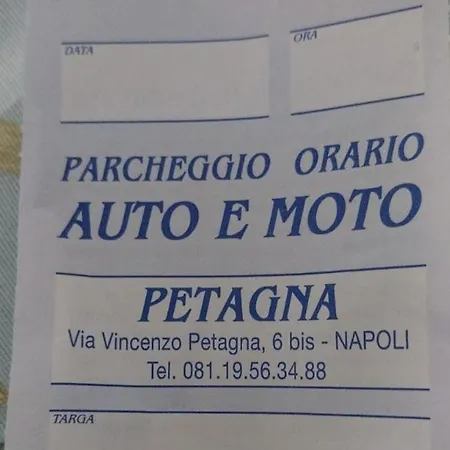 DATA
ORA
PARCHEGGIO ORARIO
AUTO E MOTO
PETAGNA
Via Vincenzo Petagna, 6 bis - NAPOLI
Tel. 081.19.56.34.88
TARGA